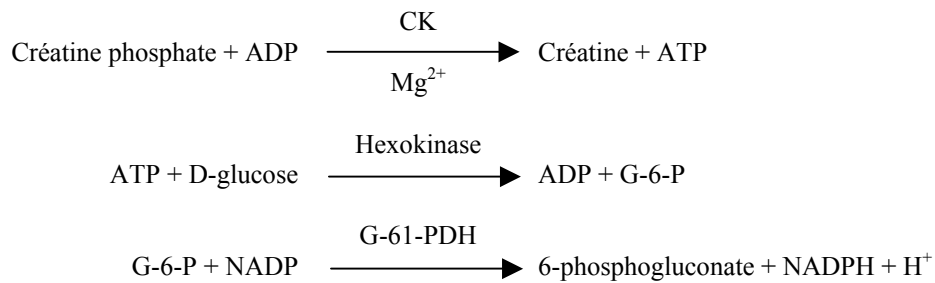 CK
Créatine phosphate + ADP Créatine + ATP
Mg²⁺
Hexokinase
ATP + D-glucose ADP + G-6-P
G-61-PDH
G-6-P + NADP 6-phosphogluconate + NADPH + H⁺